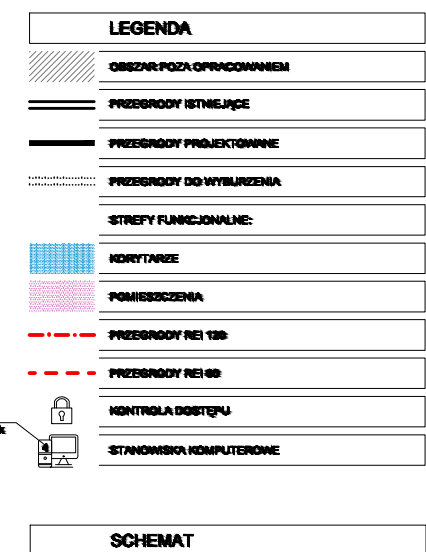 LEGENDA
OBSZAR POZA OPRACOWANIEM
PRZEGRODY ISTNIEJĄCE
PRZEGRODY PROJEKTOWANE
PRZEGRODY DO WYBURZENIA
STREFY FUNKCJONALNE:
KORYTARZE
POMIESZCZENIA
PRZEGRODY REI 120
PRZEGRODY REI 60
KONTROLA DOSTĘPU
STANOWISKA KOMPUTEROWE
SCHEMAT